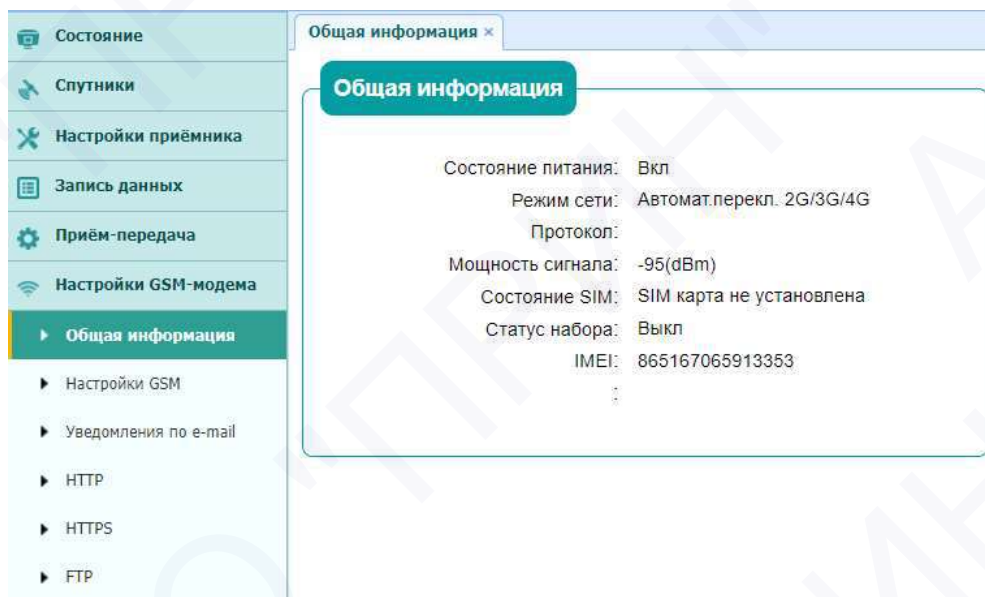 Состояние
Спутники
Настройки приёмника
Запись данных
Приём-передача
Настройки GSM-модема
Общая информация
Настройки GSM
Уведомления по e-mail
HTTP
HTTPS
FTP
Общая информация ×
Общая информация
Состояние питания: Вкл
Режим сети: Автомат.перекл. 2G/3G/4G
Протокол:
Мощность сигнала: -95(dBm)
Состояние SIM: SIM карта не установлена
Статус набора: Выкл
IMEI: 865167065913353
: